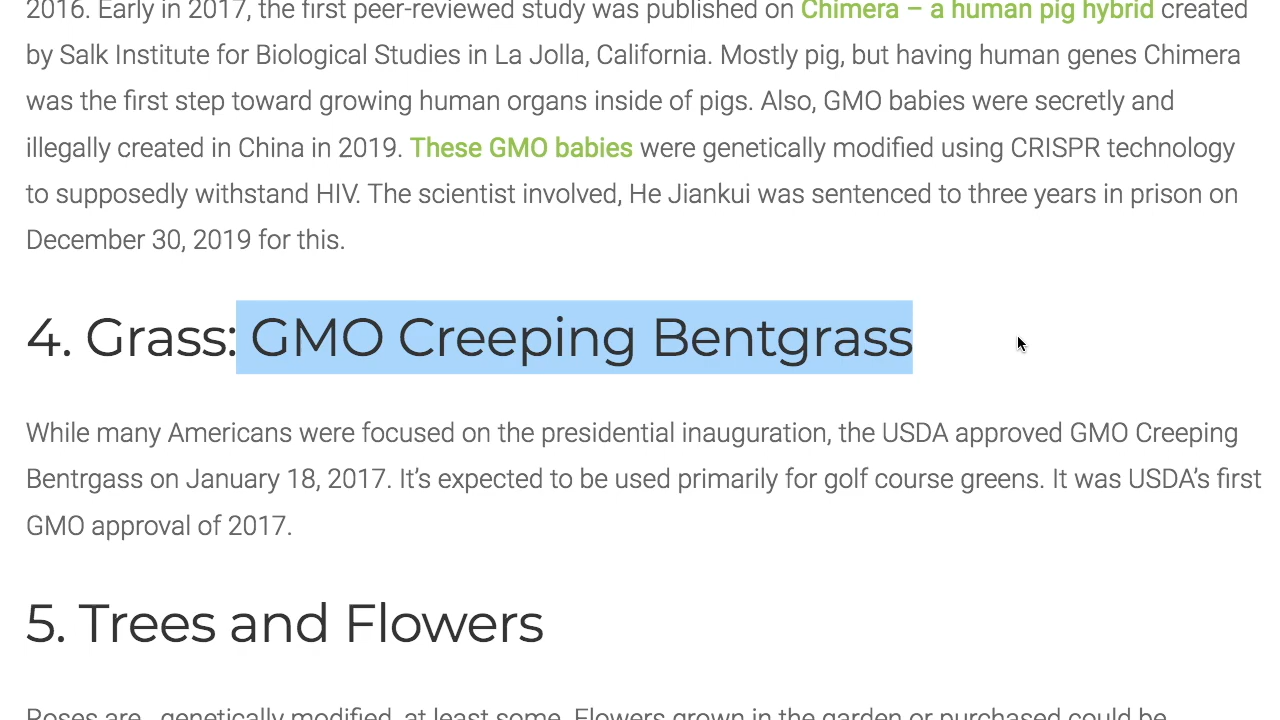 2016. Early in 2017, the first peer-reviewed study was published on Chimera – a human pig hybrid created
by Salk Institute for Biological Studies in La Jolla, California. Mostly pig, but having human genes Chimera
was the first step toward growing human organs inside of pigs. Also, GMO babies were secretly and
illegally created in China in 2019. These GMO babies were genetically modified using CRISPR technology
to supposedly withstand HIV. The scientist involved, He Jiankui was sentenced to three years in prison on
December 30, 2019 for this.
4. Grass: GMO Creeping Bentgrass
While many Americans were focused on the presidential inauguration, the USDA approved GMO Creeping
Bentrgass on January 18, 2017. It’s expected to be used primarily for golf course greens. It was USDA’s first
GMO approval of 2017.
5. Trees and Flowers
Roses are.. genetically modified, at least some. Flowers grown in the garden or purchased could be